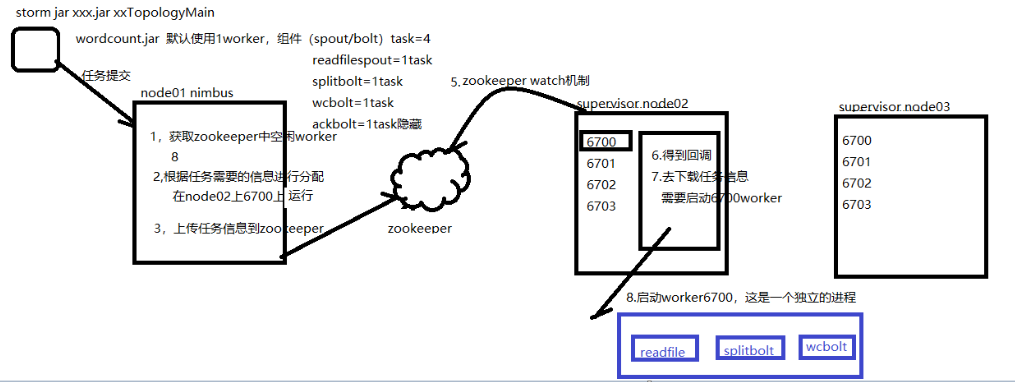 storm jar xxx.jar xxTopologyMain
wordcount.jar 默认使用1worker，组件（spout/bolt）task=4
readfilespout=1task
splitbolt=1task
wcbolt=1task
ackbolt=1task隐藏
任务提交
node01 nimbus
1，获取zookeeper中空闲worker
8
2,根据任务需要的信息进行分配
在node02上6700上 运行
3，上传任务信息到zookeeper
5.zookeeper watch机制
zookeeper
supervisor node02
6700
6701
6702
6703
6.得到回调
7.去下载任务信息
需要启动6700worker
supervisor node03
6700
6701
6702
6703
8.启动worker6700，这是一个独立的进程
readfile
splitbolt
wcbolt